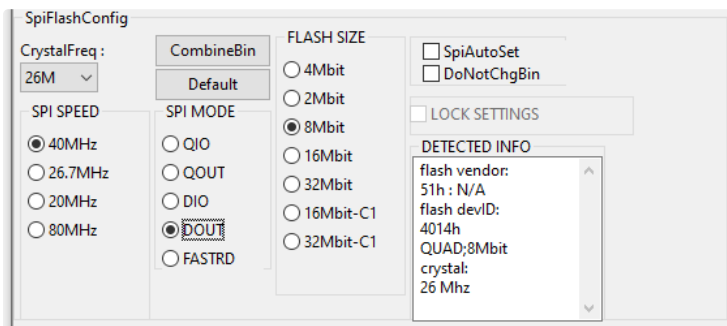 SpiFlashConfig
CrystalFreq :
26M
CombineBin
Default
SPI SPEED
40MHz
26.7MHz
20MHz
80MHz
SPI MODE
QIO
QOUT
DIO
DOUT
FASTRD
FLASH SIZE
4Mbit
2Mbit
8Mbit
16Mbit
32Mbit
16Mbit-C1
32Mbit-C1
SpiAutoSet
DoNotChgBin
LOCK SETTINGS
DETECTED INFO
flash vendor:
51h : N/A
flash devID:
4014h
QUAD;8Mbit
crystal:
26 Mhz